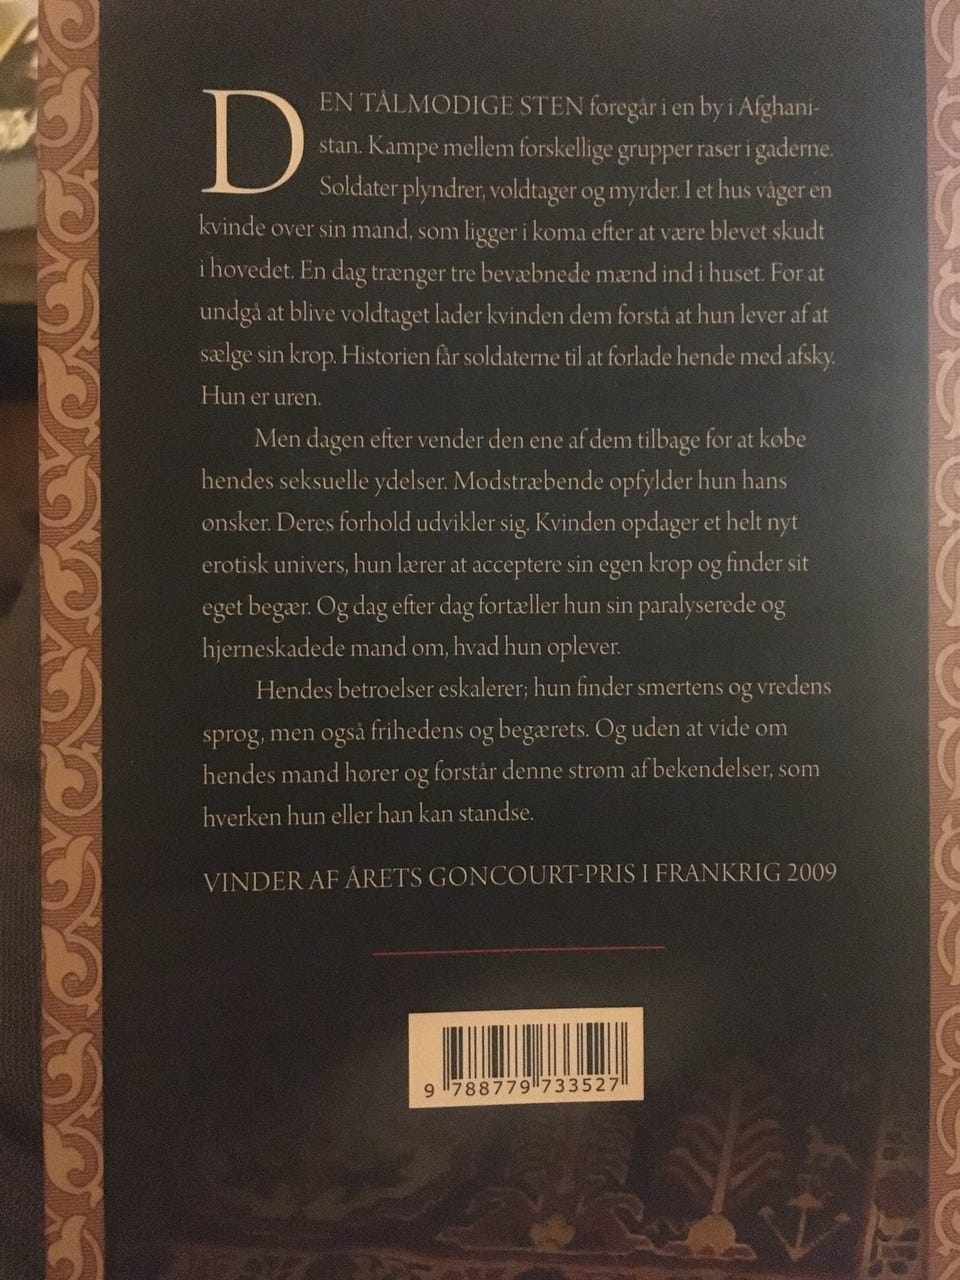 DEN TÅLMODIGE STEN foregår i en by i Afghani-
stan. Kampe mellem forskellige grupper raser i gaderne.
Soldater plyndrer, voldtager og myrder. I et hus våger en
kvinde over sin mand, som ligger i koma efter at være blevet skudt
i hovedet. En dag trænger tre bevæbnede mænd ind i huset. For at
undgå at blive voldtaget lader kvinden dem forstå at hun lever af at
sælge sin krop. Historien får soldaterne til at forlade hende med afsky.
Hun er uren.
Men dagen efter vender den ene af dem tilbage for at købe
hendes seksuelle ydelser. Modstræbende opfylder hun hans
ønsker. Deres forhold udvikler sig. Kvinden opdager et helt nyt
erotisk univers, hun lærer at acceptere sin egen krop og finder sit
eget begær. Og dag efter dag fortæller hun sin paralyserede og
hjerneskadede mand om, hvad hun oplever.
Hendes betroelser eskalerer; hun finder smertens og vredens
sprog, men også frihedens og begærets. Og uden at vide om
hendes mand hører og forstår denne strøm af bekendelser, som
hverken hun eller han kan standse.
VINDER AF ÅRETS GONCOURT-PRIS I FRANKRIG 2009
9 788779 733527